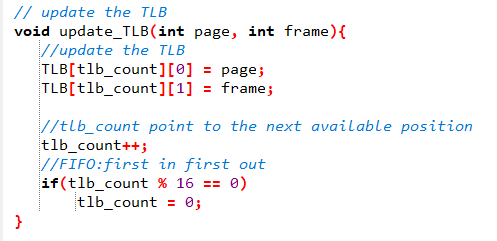 // update the TLB
void update_TLB(int page, int frame){
//update the TLB
TLB[tlb_count][0] = page;
TLB[tlb_count][1] = frame;
//tlb_count point to the next available position
tlb_count++;
//FIFO:first in first out
if(tlb_count % 16 == 0)
tlb_count = 0;
}